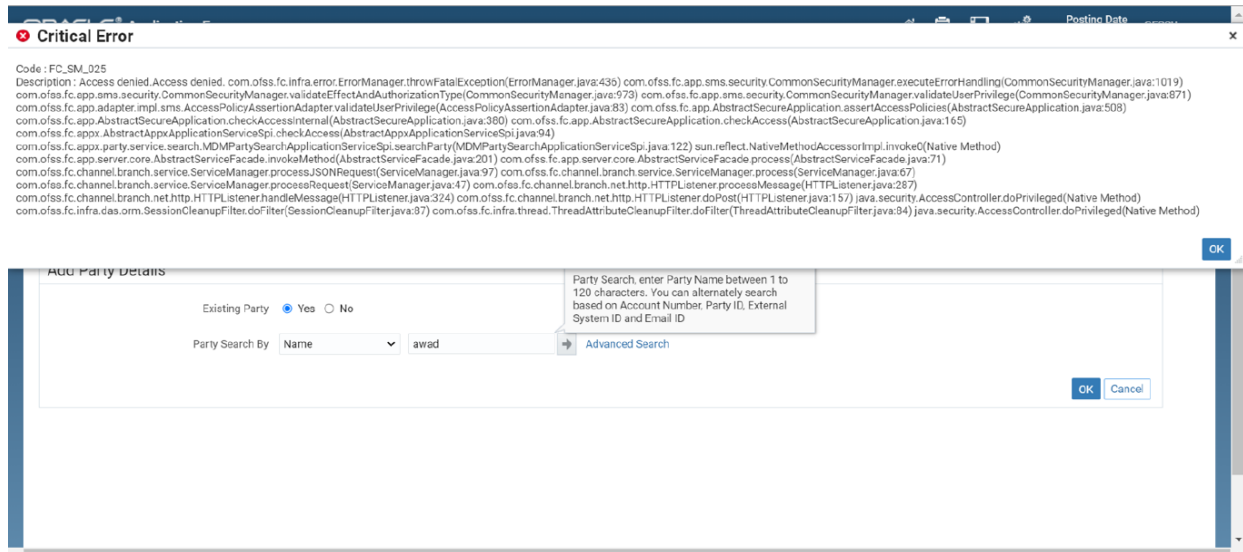 Posting Date
Critical Error
Code : FC_SM_025
Description : Access denied.Access denied. com.ofss.fc.infra.error.ErrorManager.throwFatalException(ErrorManager.java:436) com.ofss.fc.app.sms.security.CommonSecurityManager.executeErrorHandling(CommonSecurityManager.java:1019)
com.ofss.fc.app.sms.security.CommonSecurityManager.validateEffectAndAuthorizationType(CommonSecurityManager.java:973) com.ofss.fc.app.sms.security.CommonSecurityManager.validateUserPrivilege(CommonSecurityManager.java:871)
com.ofss.fc.app.adapter.impl.sms.AccessPolicyAssertionAdapter.validateUserPrivilege(AccessPolicyAssertionAdapter.java:83) com.ofss.fc.app.AbstractSecureApplication.assertAccessPolicies(AbstractSecureApplication.java:508)
com.ofss.fc.app.AbstractSecureApplication.checkAccessInternal(AbstractSecureApplication.java:380) com.ofss.fc.app.AbstractSecureApplication.checkAccess(AbstractSecureApplication.java:165)
com.ofss.fc.appx.AbstractAppxApplicationServiceSpi.checkAccess(AbstractAppxApplicationServiceSpi.java:94)
com.ofss.fc.appx.party.service.search.MDMPartySearchApplicationServiceSpi.searchParty(MDMPartySearchApplicationServiceSpi.java:122) sun.reflect.NativeMethodAccessorImpl.invoke0(Native Method)
com.ofss.fc.app.server.core.AbstractServiceFacade.invokeMethod(AbstractServiceFacade.java:201) com.ofss.fc.app.server.core.AbstractServiceFacade.process(AbstractServiceFacade.java:71)
com.ofss.fc.channel.branch.service.ServiceManager.processJSONRequest(ServiceManager.java:97) com.ofss.fc.channel.branch.service.ServiceManager.process(ServiceManager.java:67)
com.ofss.fc.channel.branch.service.ServiceManager.processRequest(ServiceManager.java:47) com.ofss.fc.channel.branch.net.http.HTTPListener.processMessage(HTTPListener.java:287)
com.ofss.fc.channel.branch.net.http.HTTPListener.handleMessage(HTTPListener.java:324) com.ofss.fc.channel.branch.net.http.HTTPListener.doPost(HTTPListener.java:157) java.security.AccessController.doPrivileged(Native Method)
com.ofss.fc.infra.das.orm.SessionCleanupFilter.doFilter(SessionCleanupFilter.java:87) com.ofss.fc.infra.thread.ThreadAttributeCleanupFilter.doFilter(ThreadAttributeCleanupFilter.java:84) java.security.AccessController.doPrivileged(Native Method)
OK
Add Party Details
Party Search, enter Party Name between 1 to
120 characters. You can alternately search
based on Account Number, Party ID, External
System ID and Email ID
Existing Party Yes No
Party Search By Name awad Advanced Search
OK Cancel